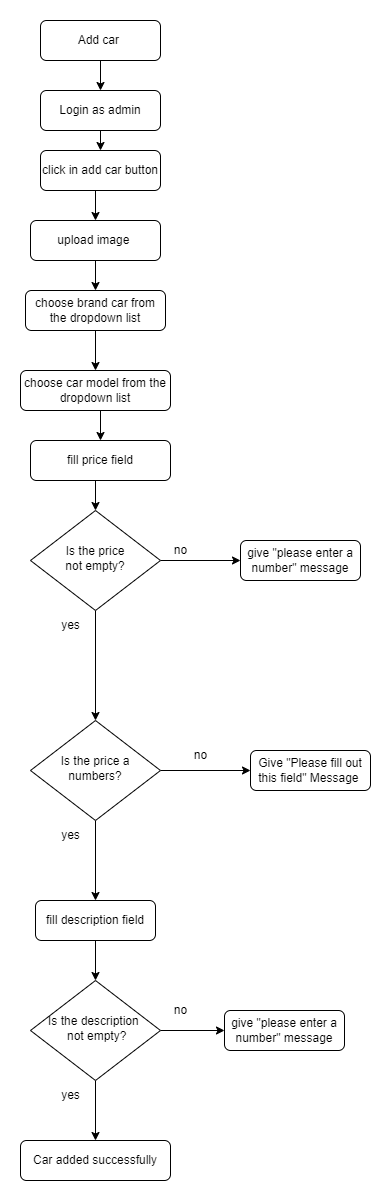 Add car
Login as admin
click in add car button
upload image
choose brand car from
the dropdown list
choose car model from the
dropdown list
fill price field
Is the price
not empty?
no
give "please enter a
number" message
yes
Is the price a
numbers?
no
Give "Please fill out
this field" Message
yes
fill description field
Is the description
not empty?
no
give "please enter a
number" message
yes
Car added successfully